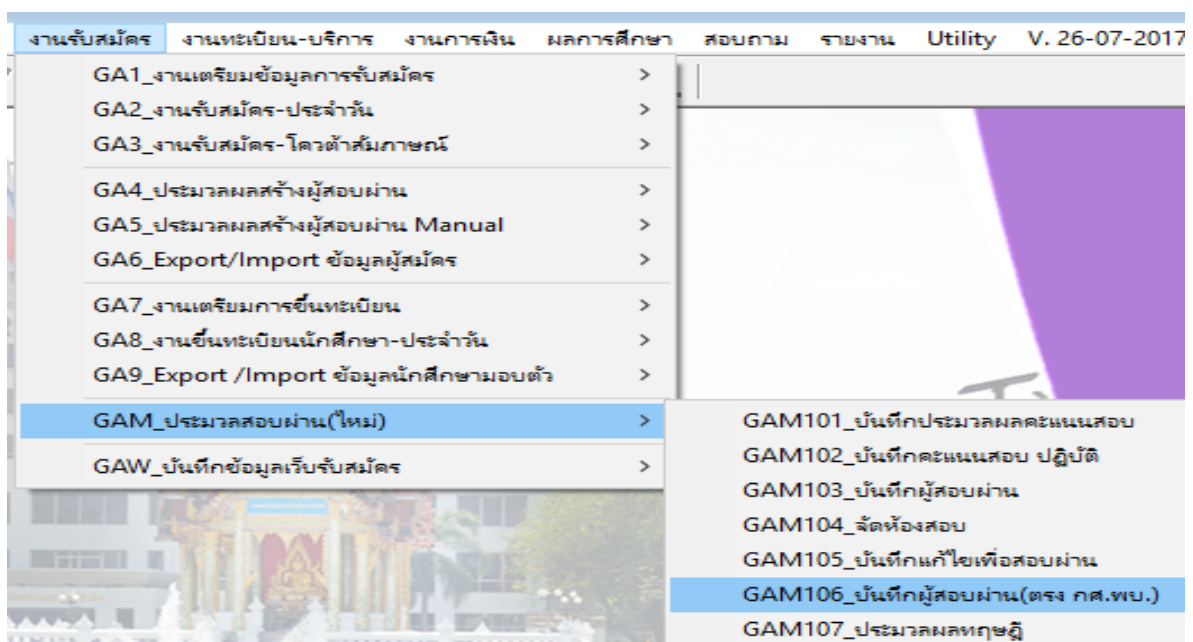 งานรับสมัคร งานทะเบียน-บริการ งานการเงิน ผลการศึกษา สอบถาม รายงาน Utility V. 26-07-2017
GA1_งานเตรียมข้อมูลการรับสมัคร >
GA2_งานรับสมัคร-ประจำวัน >
GA3_งานรับสมัคร-โควต้าสัมภาษณ์ >
GA4_ประมวลผลสร้างผู้สอบผ่าน >
GA5_ประมวลผลสร้างผู้สอบผ่าน Manual >
GA6_Export/Import ข้อมูลผู้สมัคร >
GA7_งานเตรียมการขึ้นทะเบียน >
GA8_งานขึ้นทะเบียนนักศึกษา-ประจำวัน >
GA9_Export /Import ข้อมูลนักศึกษามอบตัว >
GAM_ประมวลสอบผ่าน(ใหม่) >
GAW_บันทึกข้อมูลเว็บรับสมัคร >
GAM101_บันทึกประมวลผลคะแนนสอบ
GAM102_บันทึกคะแนนสอบ ปฏิบัติ
GAM103_บันทึกผู้สอบผ่าน
GAM104_จัดห้องสอบ
GAM105_บันทึกแก้ไขเพื่อสอบผ่าน
GAM106_บันทึกผู้สอบผ่าน(ตรง กศ.พบ.)
GAM107_ประมวลผลทฤษฎี